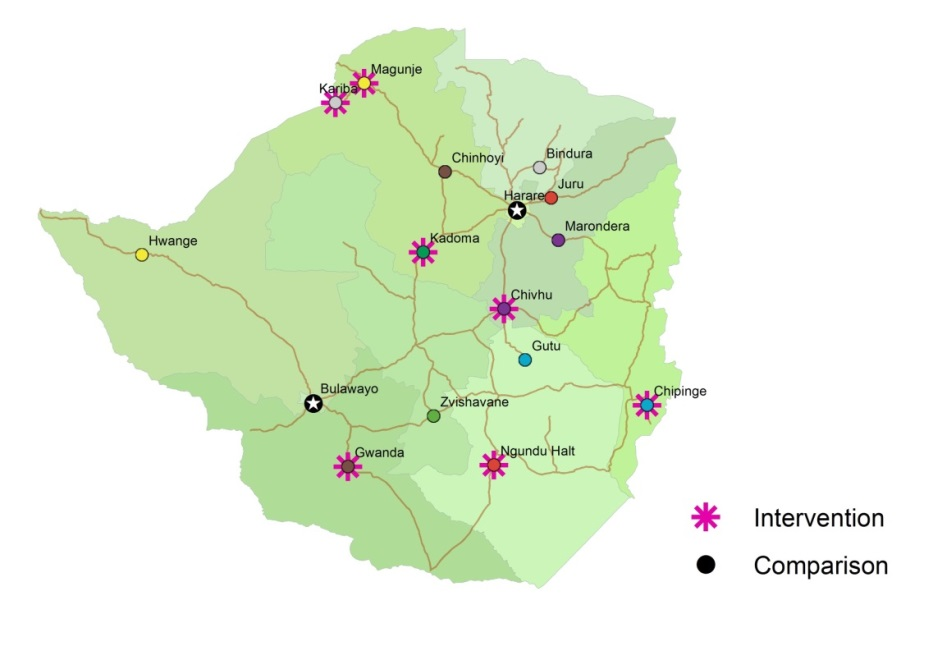 Magunje
Kariba
Chinhoyi
Bindura
Juru
Harare
Marondera
Kadoma
Hwange
Chivhu
Gutu
Bulawayo
Chipinge
Zvishavane
Gwanda
Ngundu Halt
Intervention
Comparison